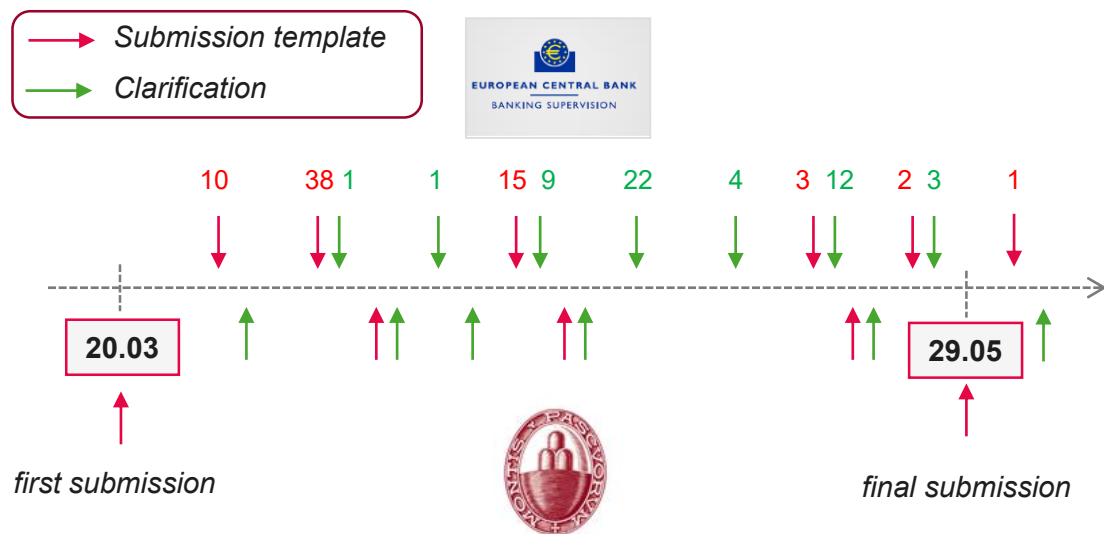 Submission template
Clarification
EUROPEAN CENTRAL BANK
BANKING SUPERVISION
10 38 1 1 15 9 22 4 3 12 2 3 1
20.03
29.05
first submission
final submission
MONTIS Y PASCVORVM